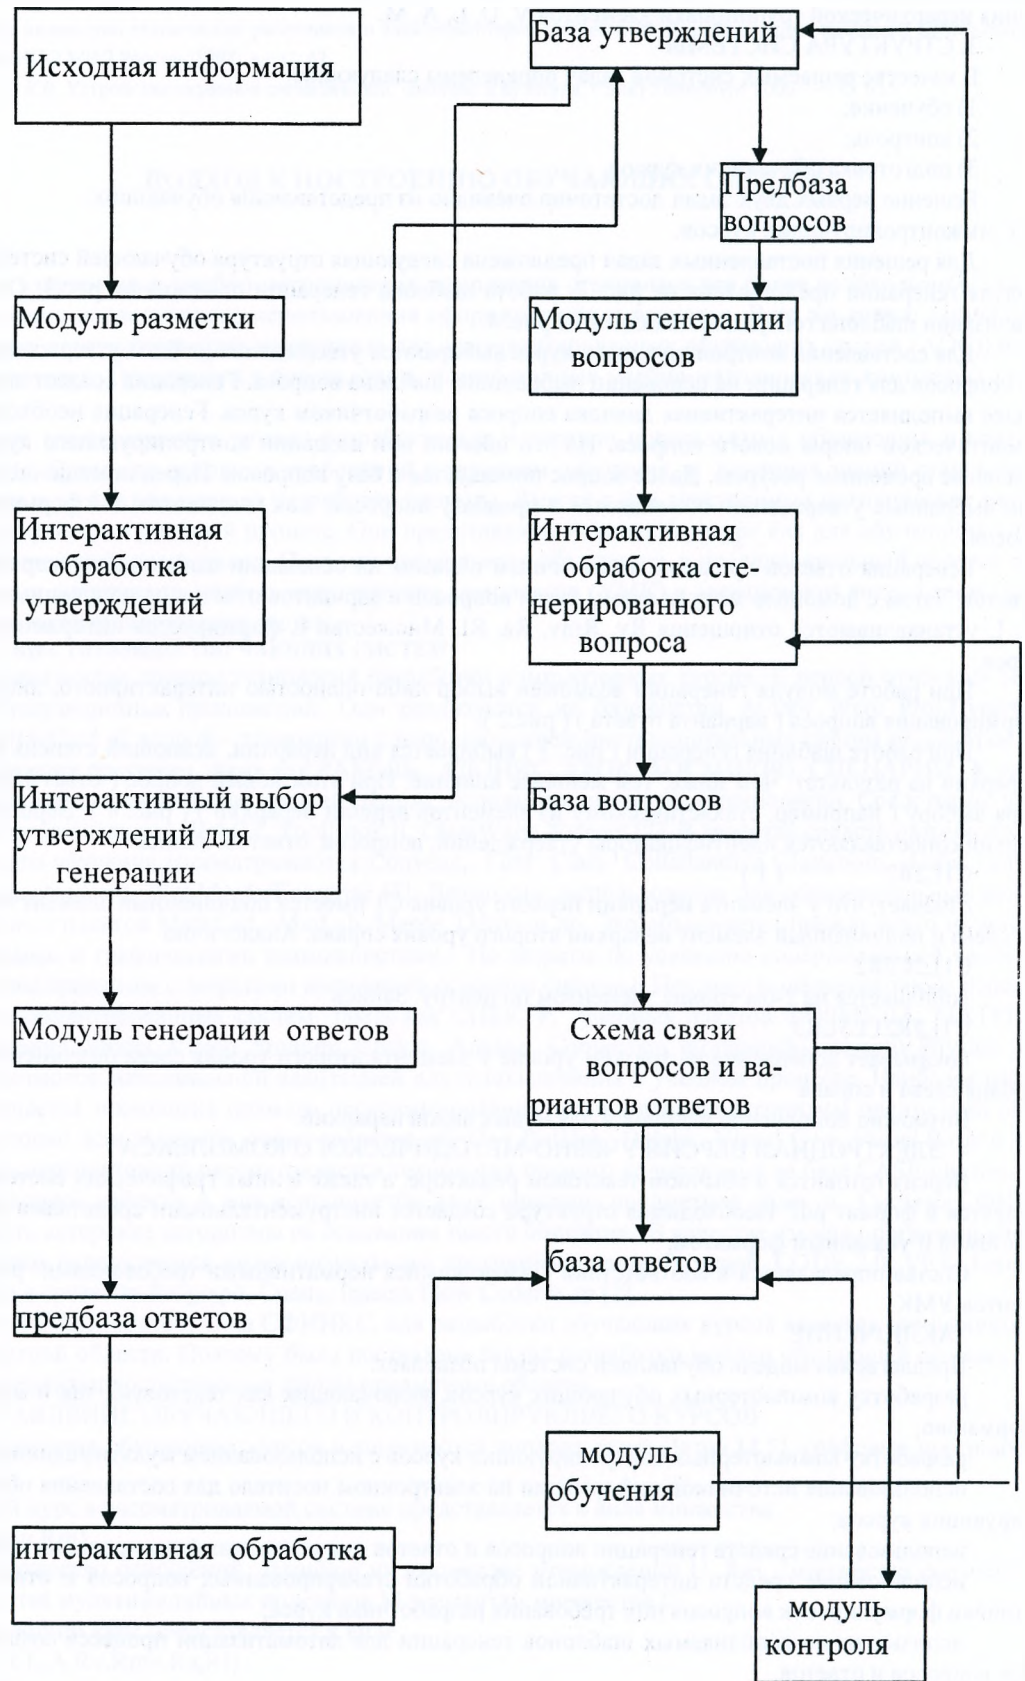 Исходная информация
База утверждений
Предбаза
вопросов
Модуль разметки
Модуль генерации
вопросов
Интерактивная
обработка
утверждений
Интерактивная
обработка сге-
нерированного
вопроса
Интерактивный выбор
утверждений для
генерации
База вопросов
Модуль генерации ответов
Схема связи
вопросов и ва-
риантов ответов
база ответов
предбаза ответов
модуль
обучения
интерактивная обработка
модуль
контроля